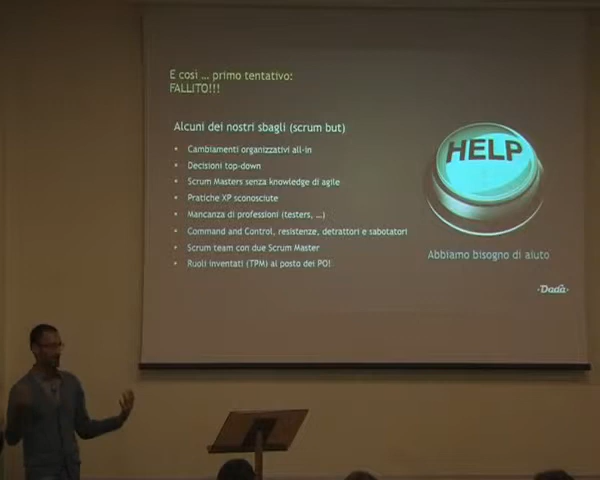 E così ... primo tentativo:
FALLITO!!!
Alcuni dei nostri sbagli (scrum but)
• Cambiamenti organizzativi all-in
• Decisioni top-down
• Scrum Masters senza knowledge di agile
• Pratiche XP sconosciute
• Mancanza di professioni (testers, ...)
• Command and Control, resistenze, detrattori e sabotatori
• Scrum team con due Scrum Master
• Ruoli inventati (TPM) al posto dei PO!
HELP
Abbiamo bisogno di aiuto
·Dada·